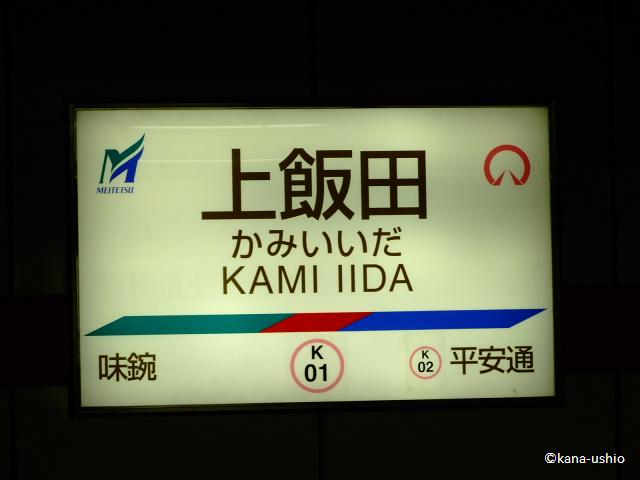 上飯田
かみいいだ
KAMI IIDA
MEITETSU
味鋺
K
01
K
02
平安通
©kana-ushio